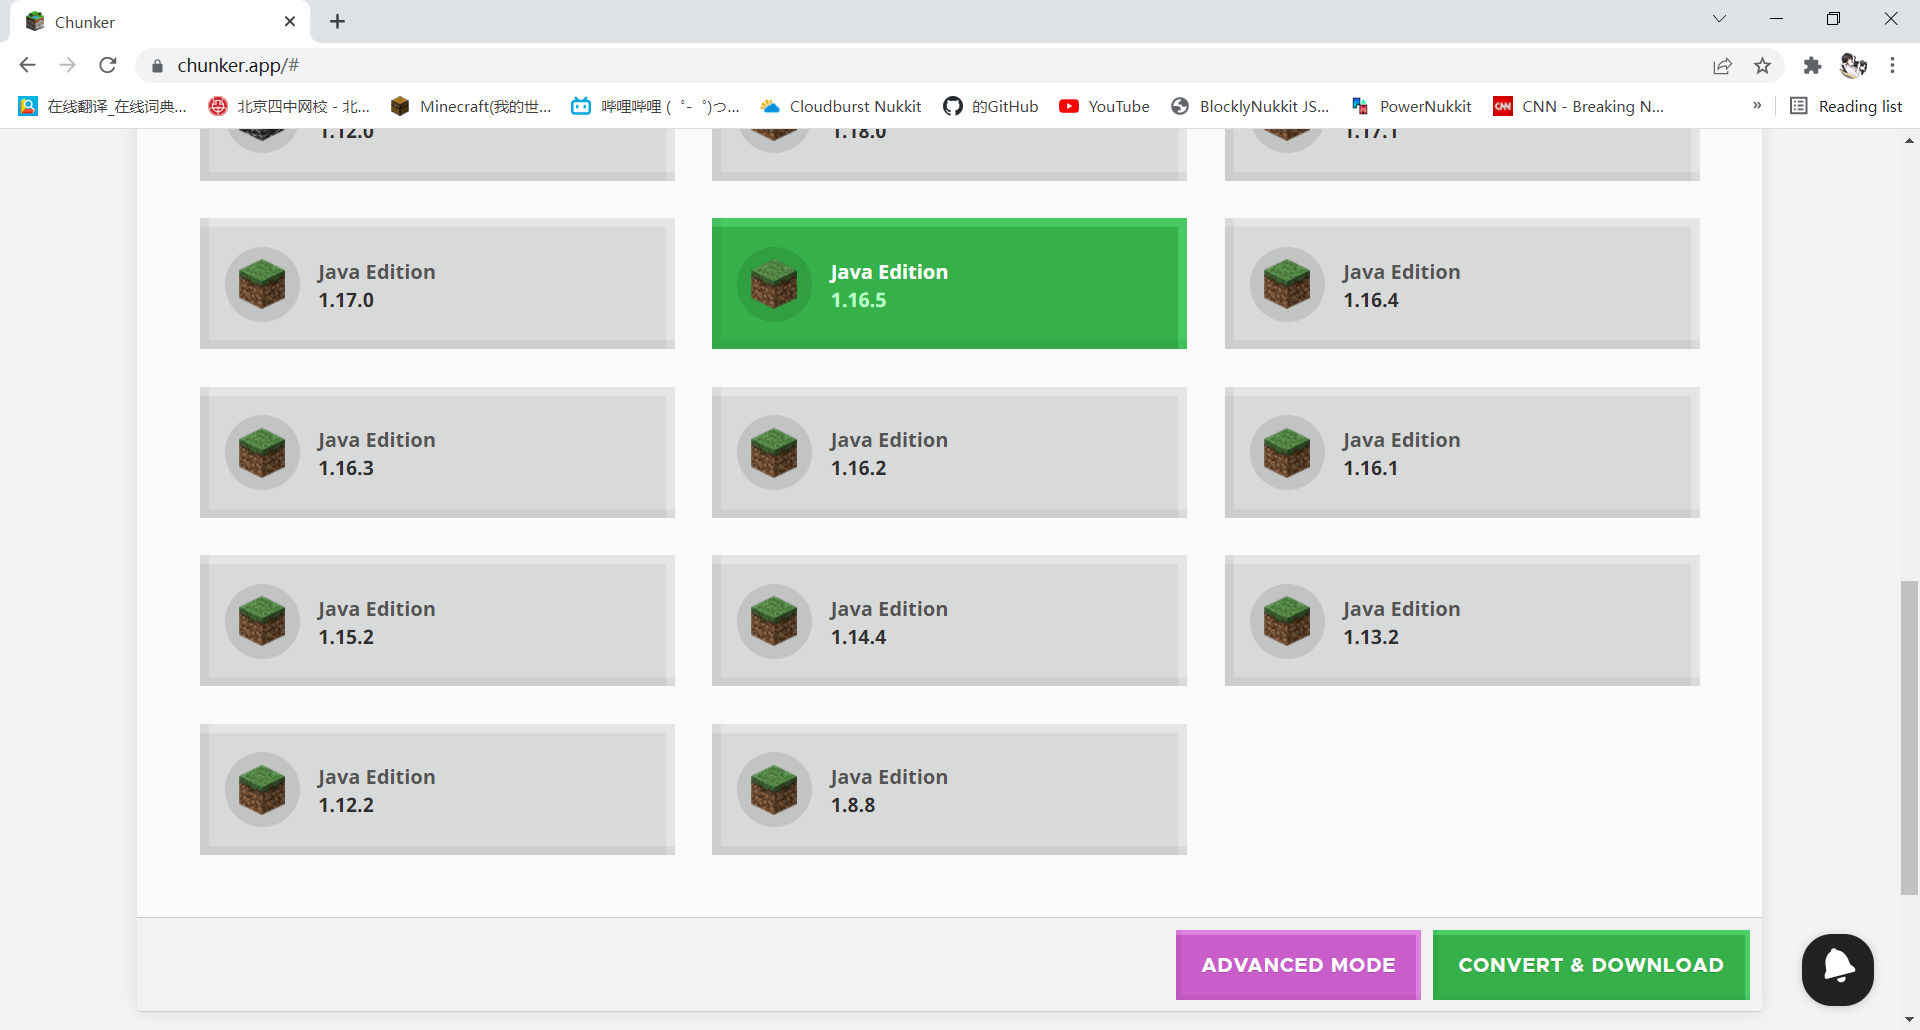 Chunker
chunker.app/#
在线翻译_在线词典...
北京四中网校 - 北...
Minecraft(我的世...
哔哩哔哩 ( ゜- ゜)つ...
Cloudburst Nukkit
的GitHub
YouTube
BlocklyNukkit JS...
PowerNukkit
CNN
CNN - Breaking N...
»
Reading list
1.12.0
1.18.0
1.17.1
Java Edition
1.17.0
Java Edition
1.16.5
Java Edition
1.16.4
Java Edition
1.16.3
Java Edition
1.16.2
Java Edition
1.16.1
Java Edition
1.15.2
Java Edition
1.14.4
Java Edition
1.13.2
Java Edition
1.12.2
Java Edition
1.8.8
ADVANCED MODE
CONVERT & DOWNLOAD